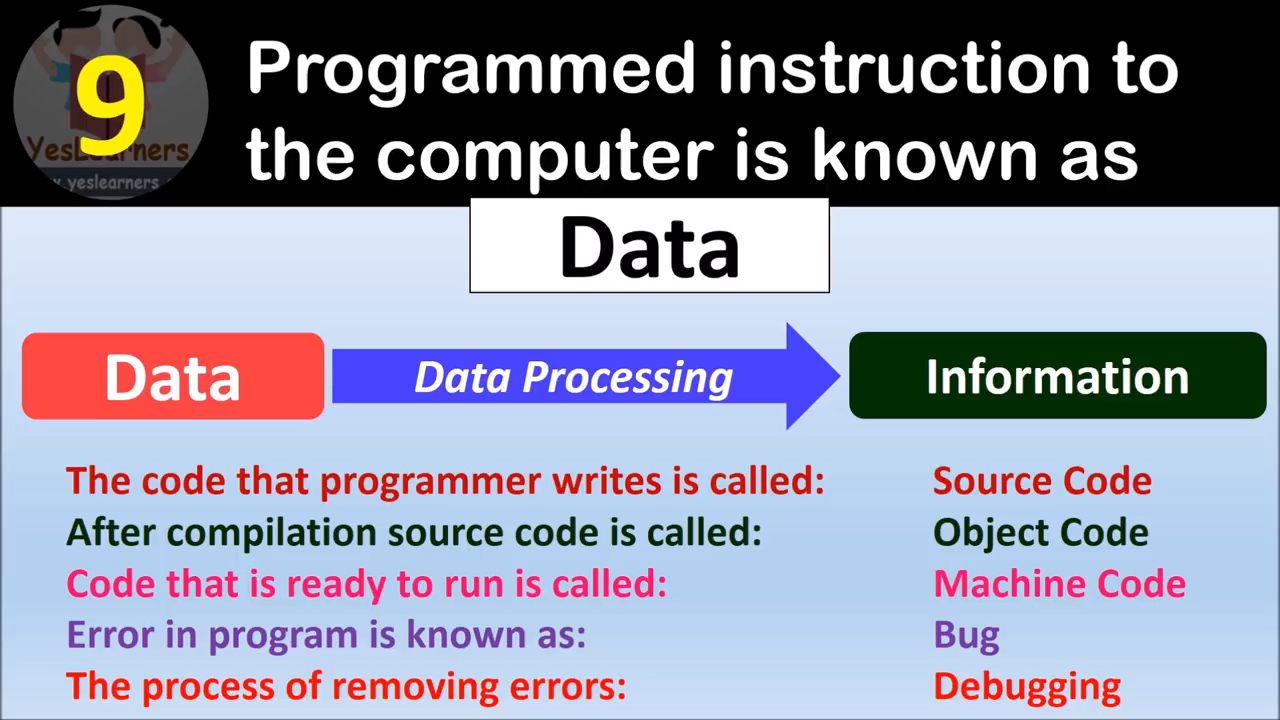 9
Programmed instruction to
the computer is known as
YesLearners
www.yeslearners.
Data
Data
Data Processing
Information
The code that programmer writes is called: Source Code
After compilation source code is called: Object Code
Code that is ready to run is called: Machine Code
Error in program is known as: Bug
The process of removing errors: Debugging